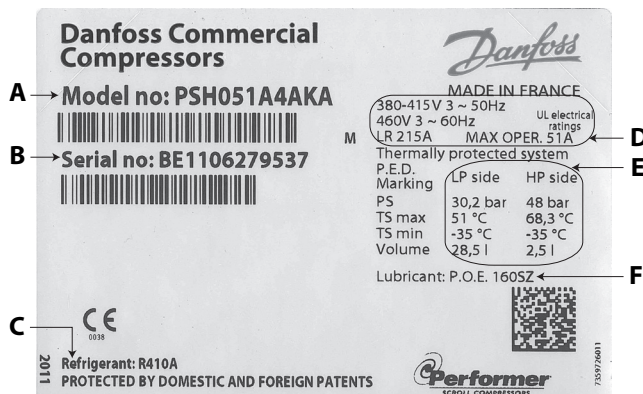 Danfoss Commercial
Compressors
Danfoss
MADE IN FRANCE
A
Model no: PSH051A4AKA
380-415V 3 ~ 50Hz
460V 3 ~ 60Hz
UL electrical
ratings
M
LR 215A MAX OPER. 51A
D
B
Serial no: BE1106279537
Thermally protected system
E
P.E.D.
Marking
LP side HP side
PS 30,2 bar 48 bar
TS max 51 °C 68,3 °C
TS min -35 °C -35 °C
Volume 28,5 l 2,5 l
Lubricant: P.O.E. 160SZ
F
C
CE
0038
2011
Refrigerant: R410A
PROTECTED BY DOMESTIC AND FOREIGN PATENTS
Performer
SCROLL COMPRESSORS
7359726011